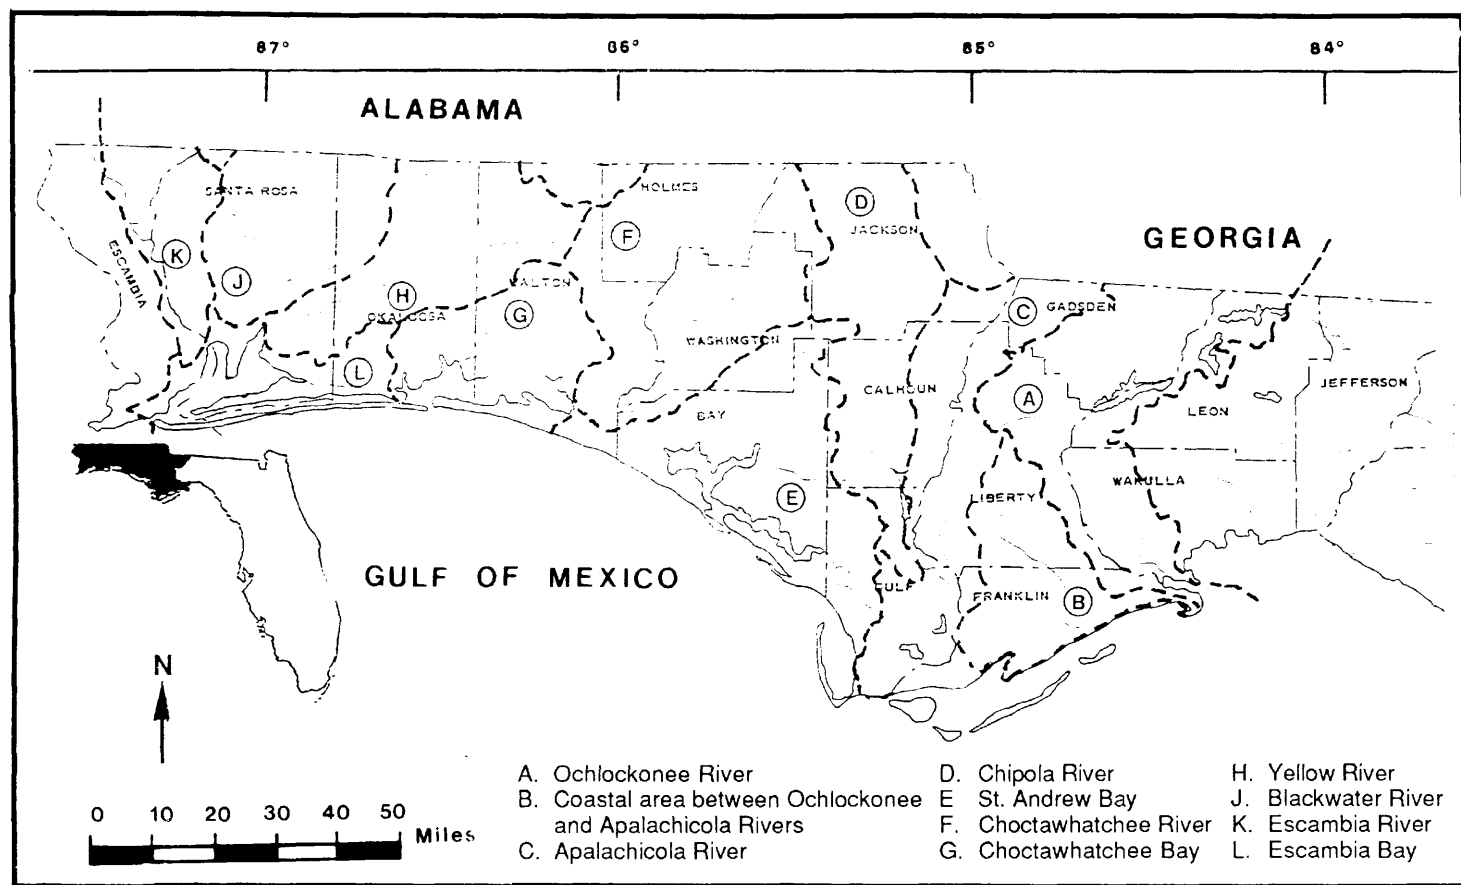 87° 86° 85° 84°
ALABAMA
SANTA ROSA
HOLMES
D
JACKSON
K
F
GEORGIA
ESCAMBIA
J
H
WALTON
OKALOOSA
G
C
GADSDEN
WASHINGTON
L
CALHOUN
A
JEFFERSON
LEON
BAY
E
LIBERTY
WAKULLA
GULF OF MEXICO
GULF
FRANKLIN
B
N
0 10 20 30 40 50
Miles
A. Ochlockonee River
B. Coastal area between Ochlockonee
and Apalachicola Rivers
C. Apalachicola River
D. Chipola River
E St. Andrew Bay
F. Choctawhatchee River
G. Choctawhatchee Bay
H. Yellow River
J. Blackwater River
K. Escambia River
L. Escambia Bay